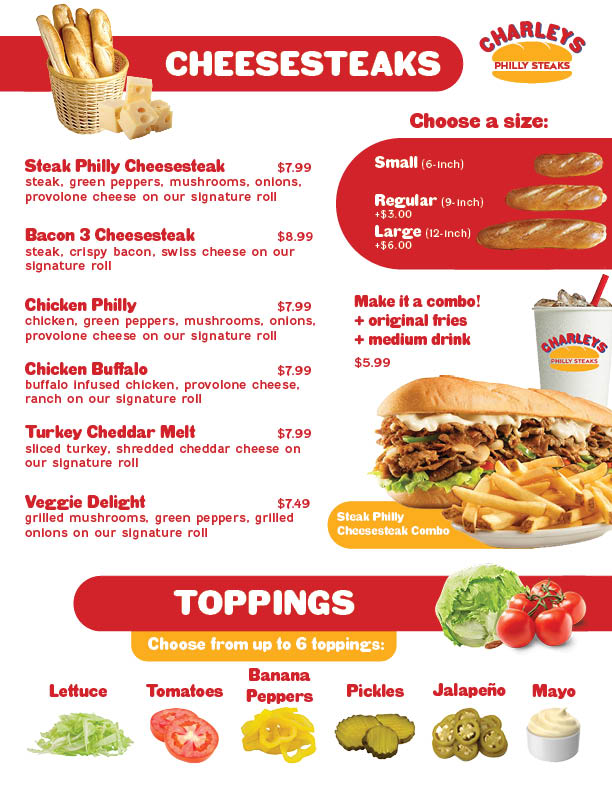 CHEESESTEAKS
CHARLEYS
PHILLY STEAKS
Steak Philly Cheesesteak $7.99
steak, green peppers, mushrooms, onions,
provolone cheese on our signature roll
Bacon 3 Cheesesteak $8.99
steak, crispy bacon, swiss cheese on our
signature roll
Chicken Philly $7.99
chicken, green peppers, mushrooms, onions,
provolone cheese on our signature roll
Chicken Buffalo $7.99
buffalo infused chicken, provolone cheese,
ranch on our signature roll
Turkey Cheddar Melt $7.99
sliced turkey, shredded cheddar cheese on
our signature roll
Veggie Delight $7.49
grilled mushrooms, green peppers, grilled
onions on our signature roll
Choose a size:
Small (6-inch)
Regular (9-inch)
+$3.00
Large (12-inch)
+$6.00
Make it a combo!
+ original fries
+ medium drink
$5.99
CHARLEYS
PHILLY STEAKS
Steak Philly
Cheesesteak Combo
TOPPINGS
Choose from up to 6 toppings:
Lettuce
Tomatoes
Banana
Peppers
Pickles
Jalapeño
Mayo